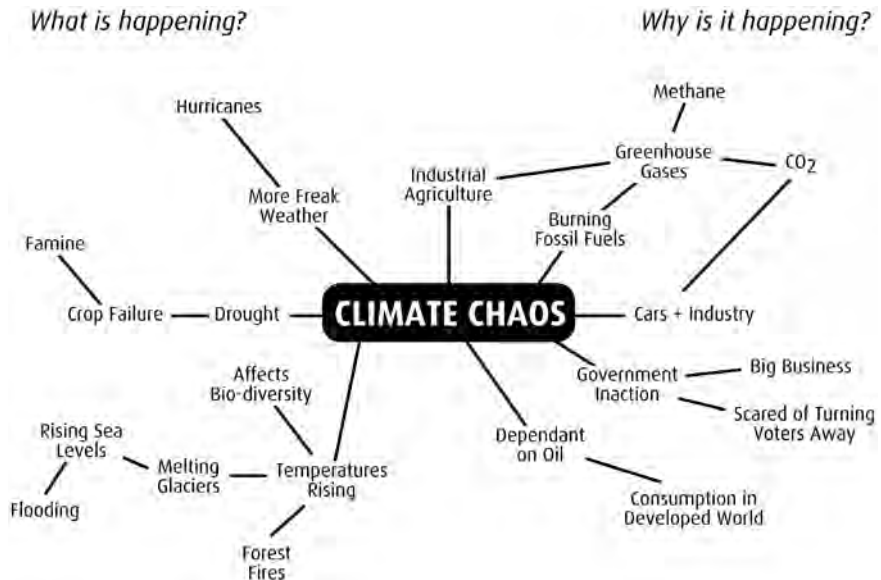 What is happening?
Why is it happening?
Hurricanes
Methane
Greenhouse
Gases
CO2
Industrial
Agriculture
More Freak
Weather
Burning
Fossil Fuels
Famine
Crop Failure
Drought
CLIMATE CHAOS
Cars + Industry
Affects
Bio-diversity
Government
Inaction
Big Business
Scared of Turning
Voters Away
Rising Sea
Levels
Melting
Glaciers
Temperatures
Rising
Dependant
on Oil
Flooding
Consumption in
Developed World
Forest
Fires